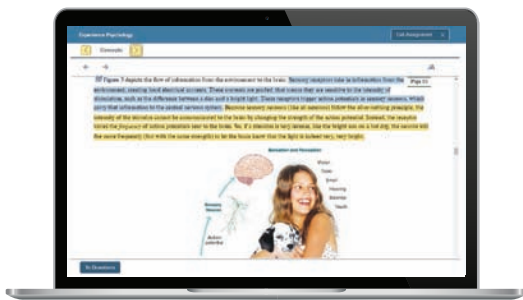 Experience Psychology
Exit Assignment X
Concepts
Figure 3 depicts the flow of information from the environment to the brain. Sensory receptors take in information from the
environment, creating local electrical currents. These currents are graded; that means they are sensitive to the intensity of
Page 93
stimulation, such as the difference between a dim and a bright light. These receptors trigger action potentials in sensory neurons, which
carry that information to the central nervous system. Because sensory neurons (like all neurons) follow the all-or-nothing principle, the
intensity of the stimulus cannot be communicated to the brain by changing the strength of the action potential. Instead, the receptor
varies the frequency of action potentials sent to the brain. So, if a stimulus is very intense, like the bright sun on a hot day, the neuron will
fire more frequently (but with the same strength) to let the brain know that the light is indeed very, very bright.
Sensation and Perception
Vision
Taste
Smell
Hearing
Balance
Touch
Sensory
Neuron
Action
potential
To Questions